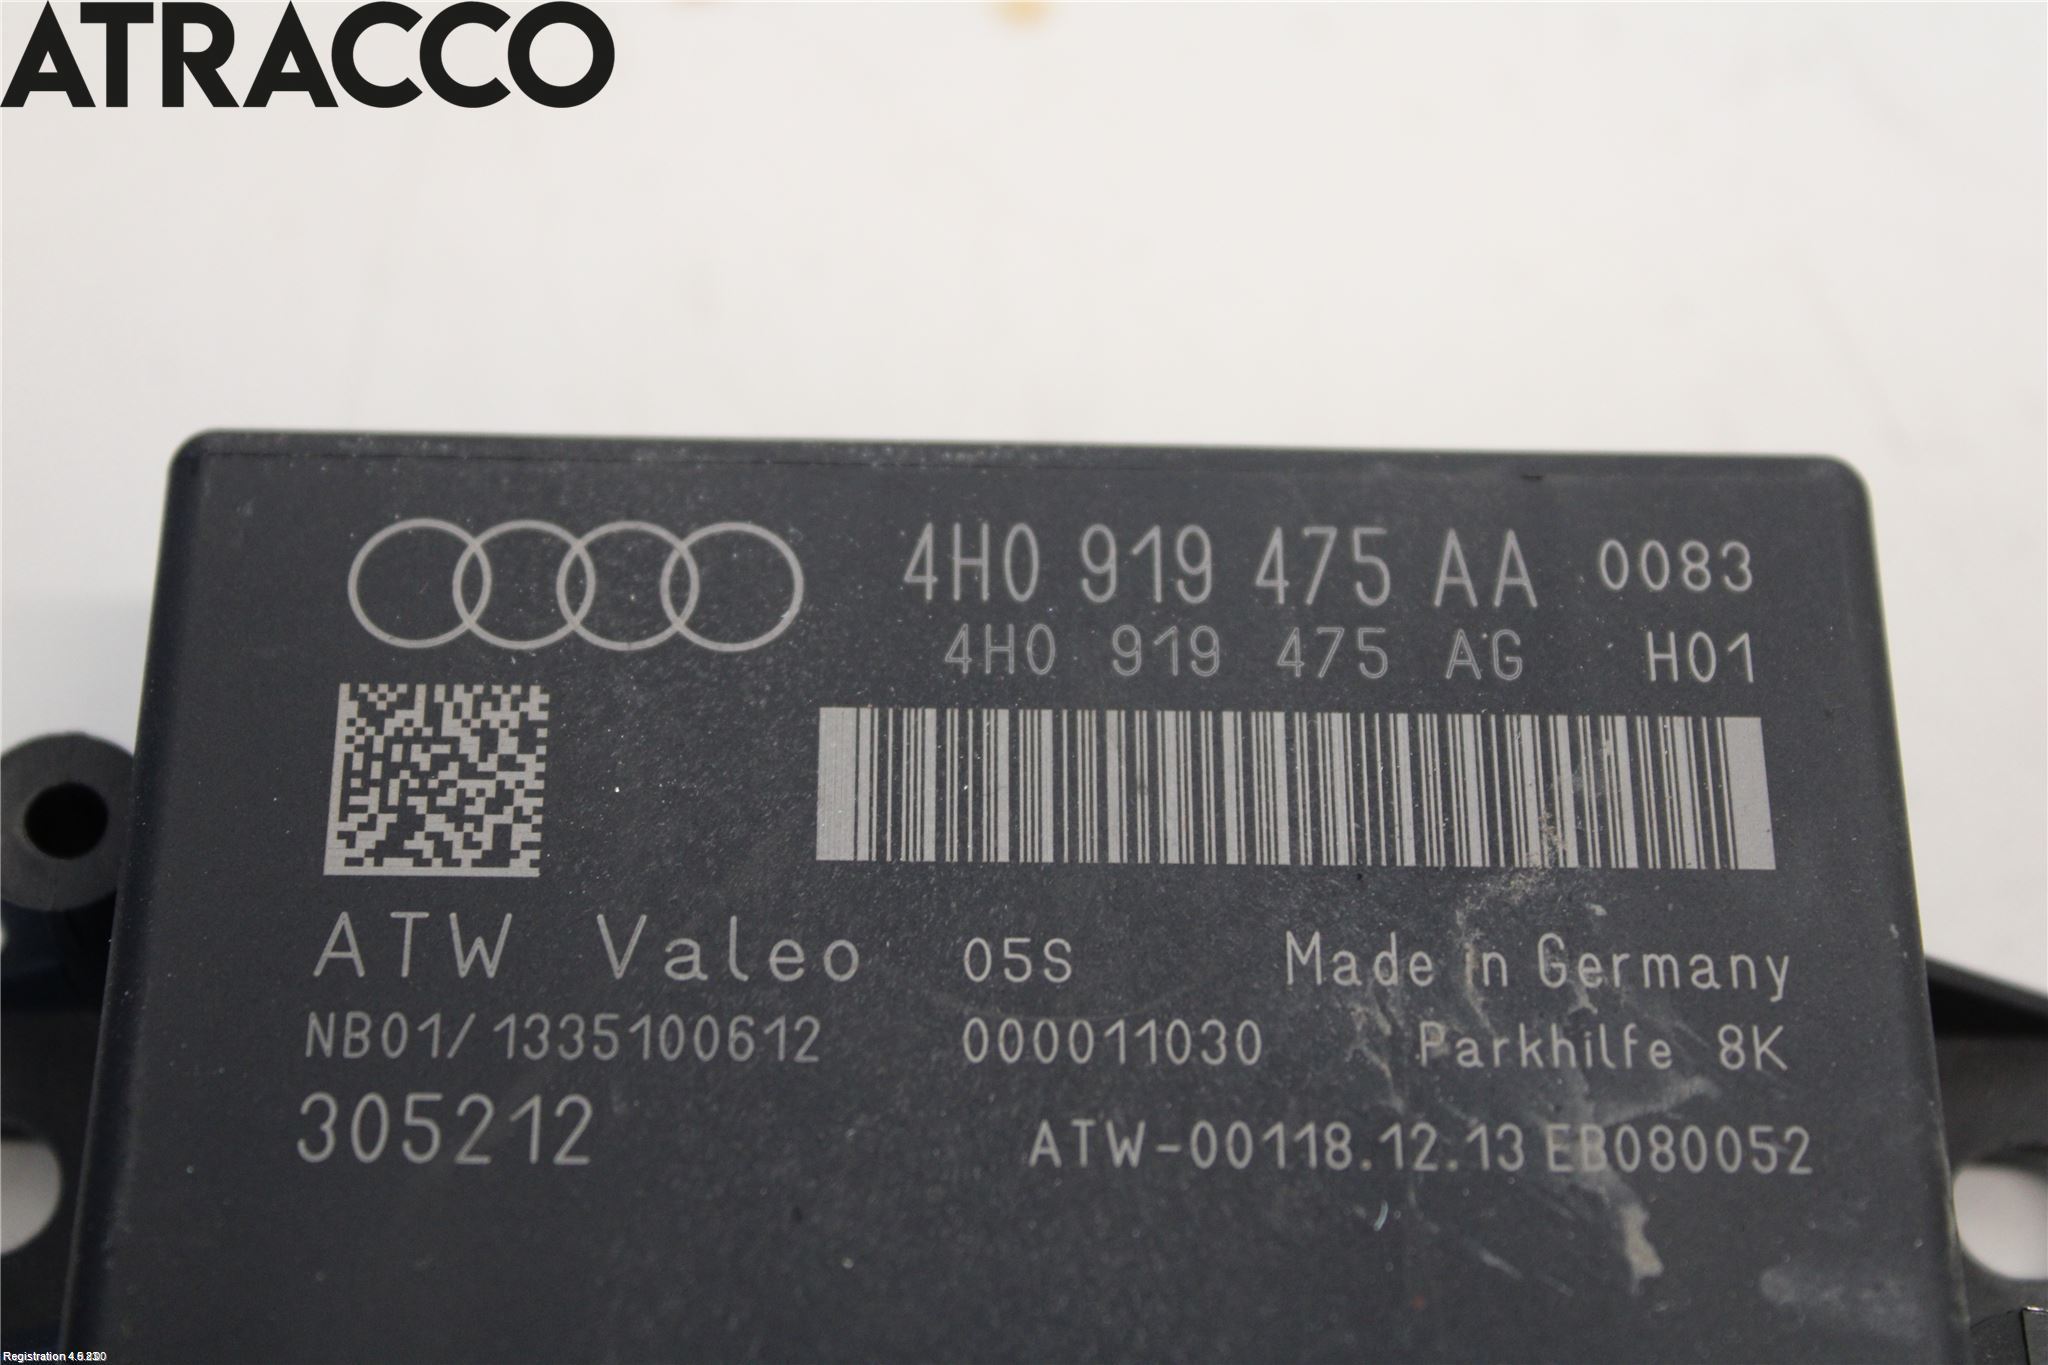 ATRACCO
4H0 919 475 AA 0083
4H0 919 475 AG H01
ATW Valeo 05S Made in Germany
NB01/1335100612 000011030 Parkhilfe 8K
305212 ATW-00118.12.13 EB080052
Registration